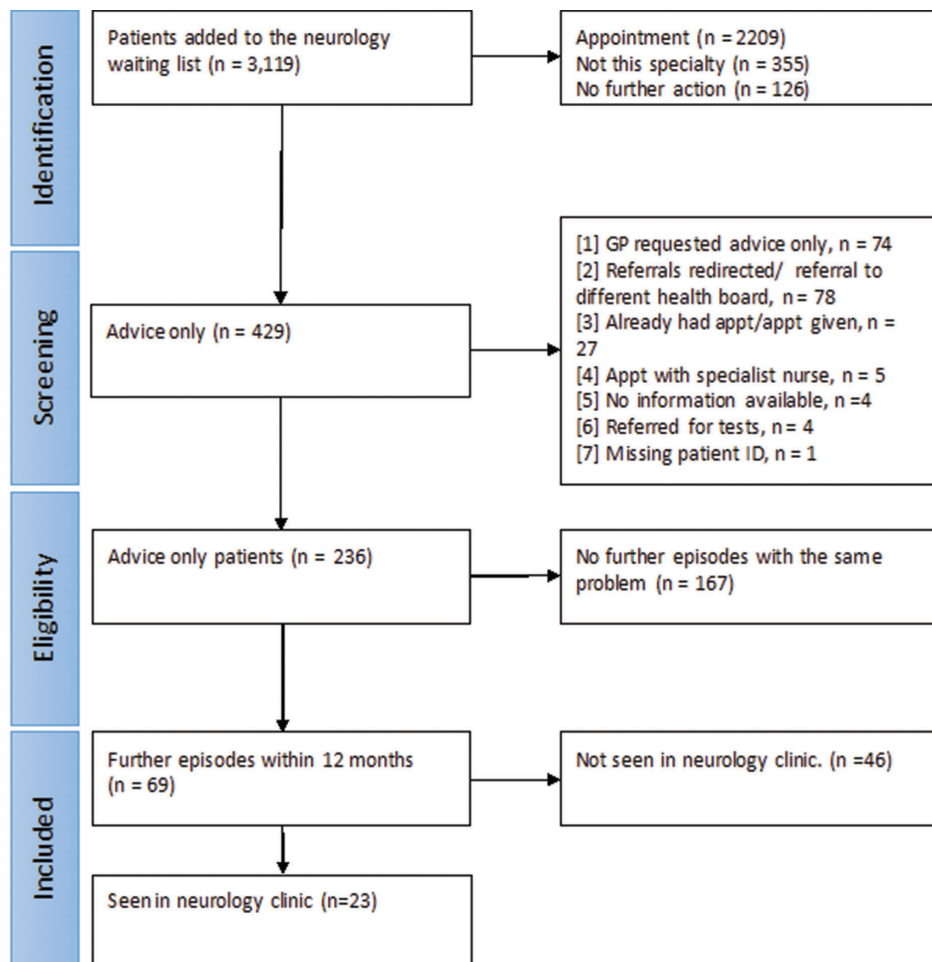 Identification
Patients added to the neurology
waiting list (n = 3,119)
Appointment (n = 2209)
Not this specialty (n = 355)
No further action (n = 126)
Screening
Advice only (n = 429)
[1] GP requested advice only, n = 74
[2] Referrals redirected/ referral to
different health board, n = 78
[3] Already had appt/appt given, n =
27
[4] Appt with specialist nurse, n = 5
[5] No information available, n =4
[6] Referred for tests, n = 4
[7] Missing patient ID, n = 1
Eligibility
Advice only patients (n = 236)
No further episodes with the same
problem (n = 167)
Included
Further episodes within 12 months
(n = 69)
Not seen in neurology clinic. (n =46)
Seen in neurology clinic (n=23)